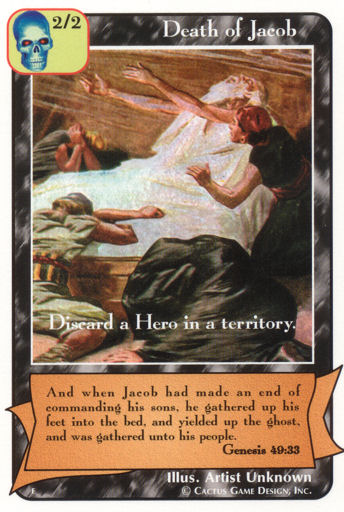 2/2
Death of Jacob
Discard a Hero in a territory.
And when Jacob had made an end of
commanding his sons, he gathered up his
feet into the bed, and yielded up the ghost,
and was gathered unto his people.
Genesis 49:33
Illus. Artist Unknown
E © Cactus Game Design, Inc.